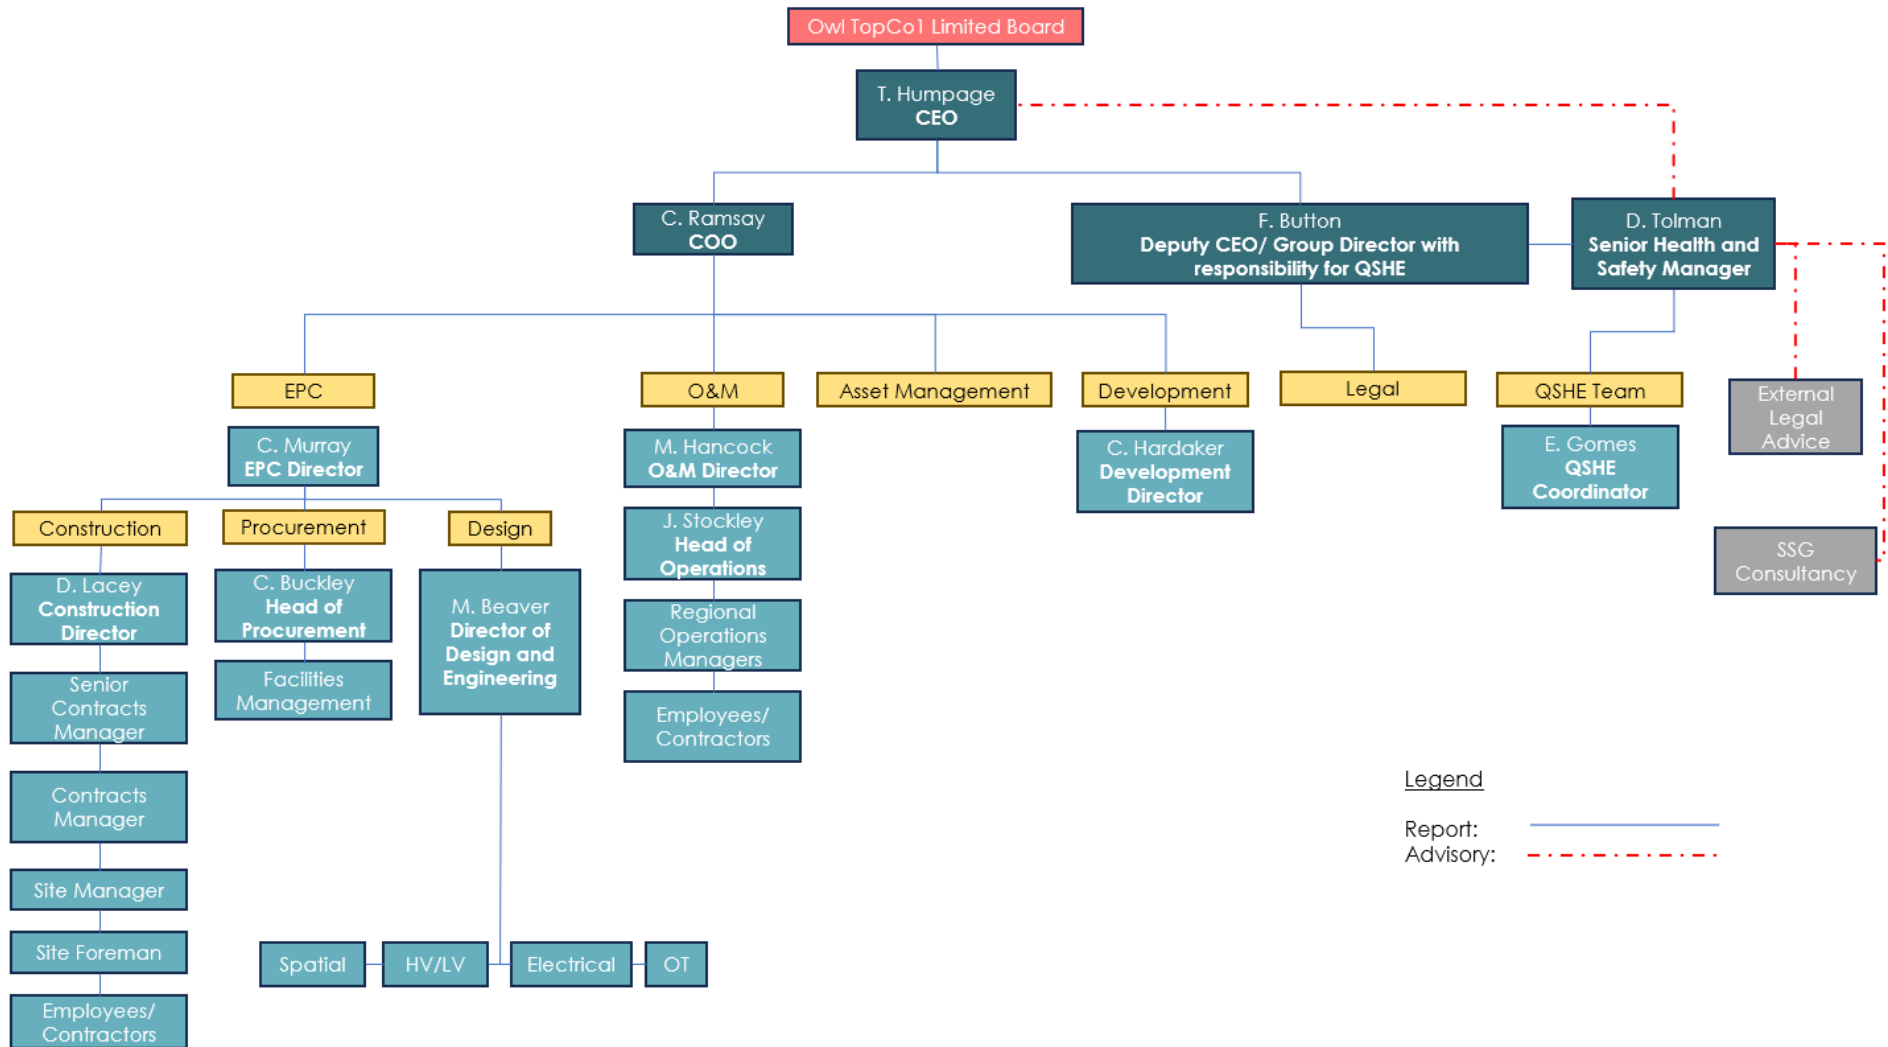 Owl TopCo1 Limited Board
T. Humpage
CEO
C. Ramsay
COO
F. Button
Deputy CEO/ Group Director with
responsibility for QSHE
D. Tolman
Senior Health and
Safety Manager
EPC
O&M
Asset Management
Development
Legal
QSHE Team
External
Legal
Advice
C. Murray
EPC Director
M. Hancock
O&M Director
C. Hardaker
Development
Director
E. Gomes
QSHE
Coordinator
Construction
Procurement
Design
J. Stockley
Head of
Operations
SSG
Consultancy
D. Lacey
Construction
Director
C. Buckley
Head of
Procurement
M. Beaver
Director of
Design and
Engineering
Regional
Operations
Managers
Senior
Contracts
Manager
Facilities
Management
Employees/
Contractors
Contracts
Manager
Legend
Report:
Advisory:
Site Manager
Site Foreman
Spatial
HV/LV
Electrical
OT
Employees/
Contractors